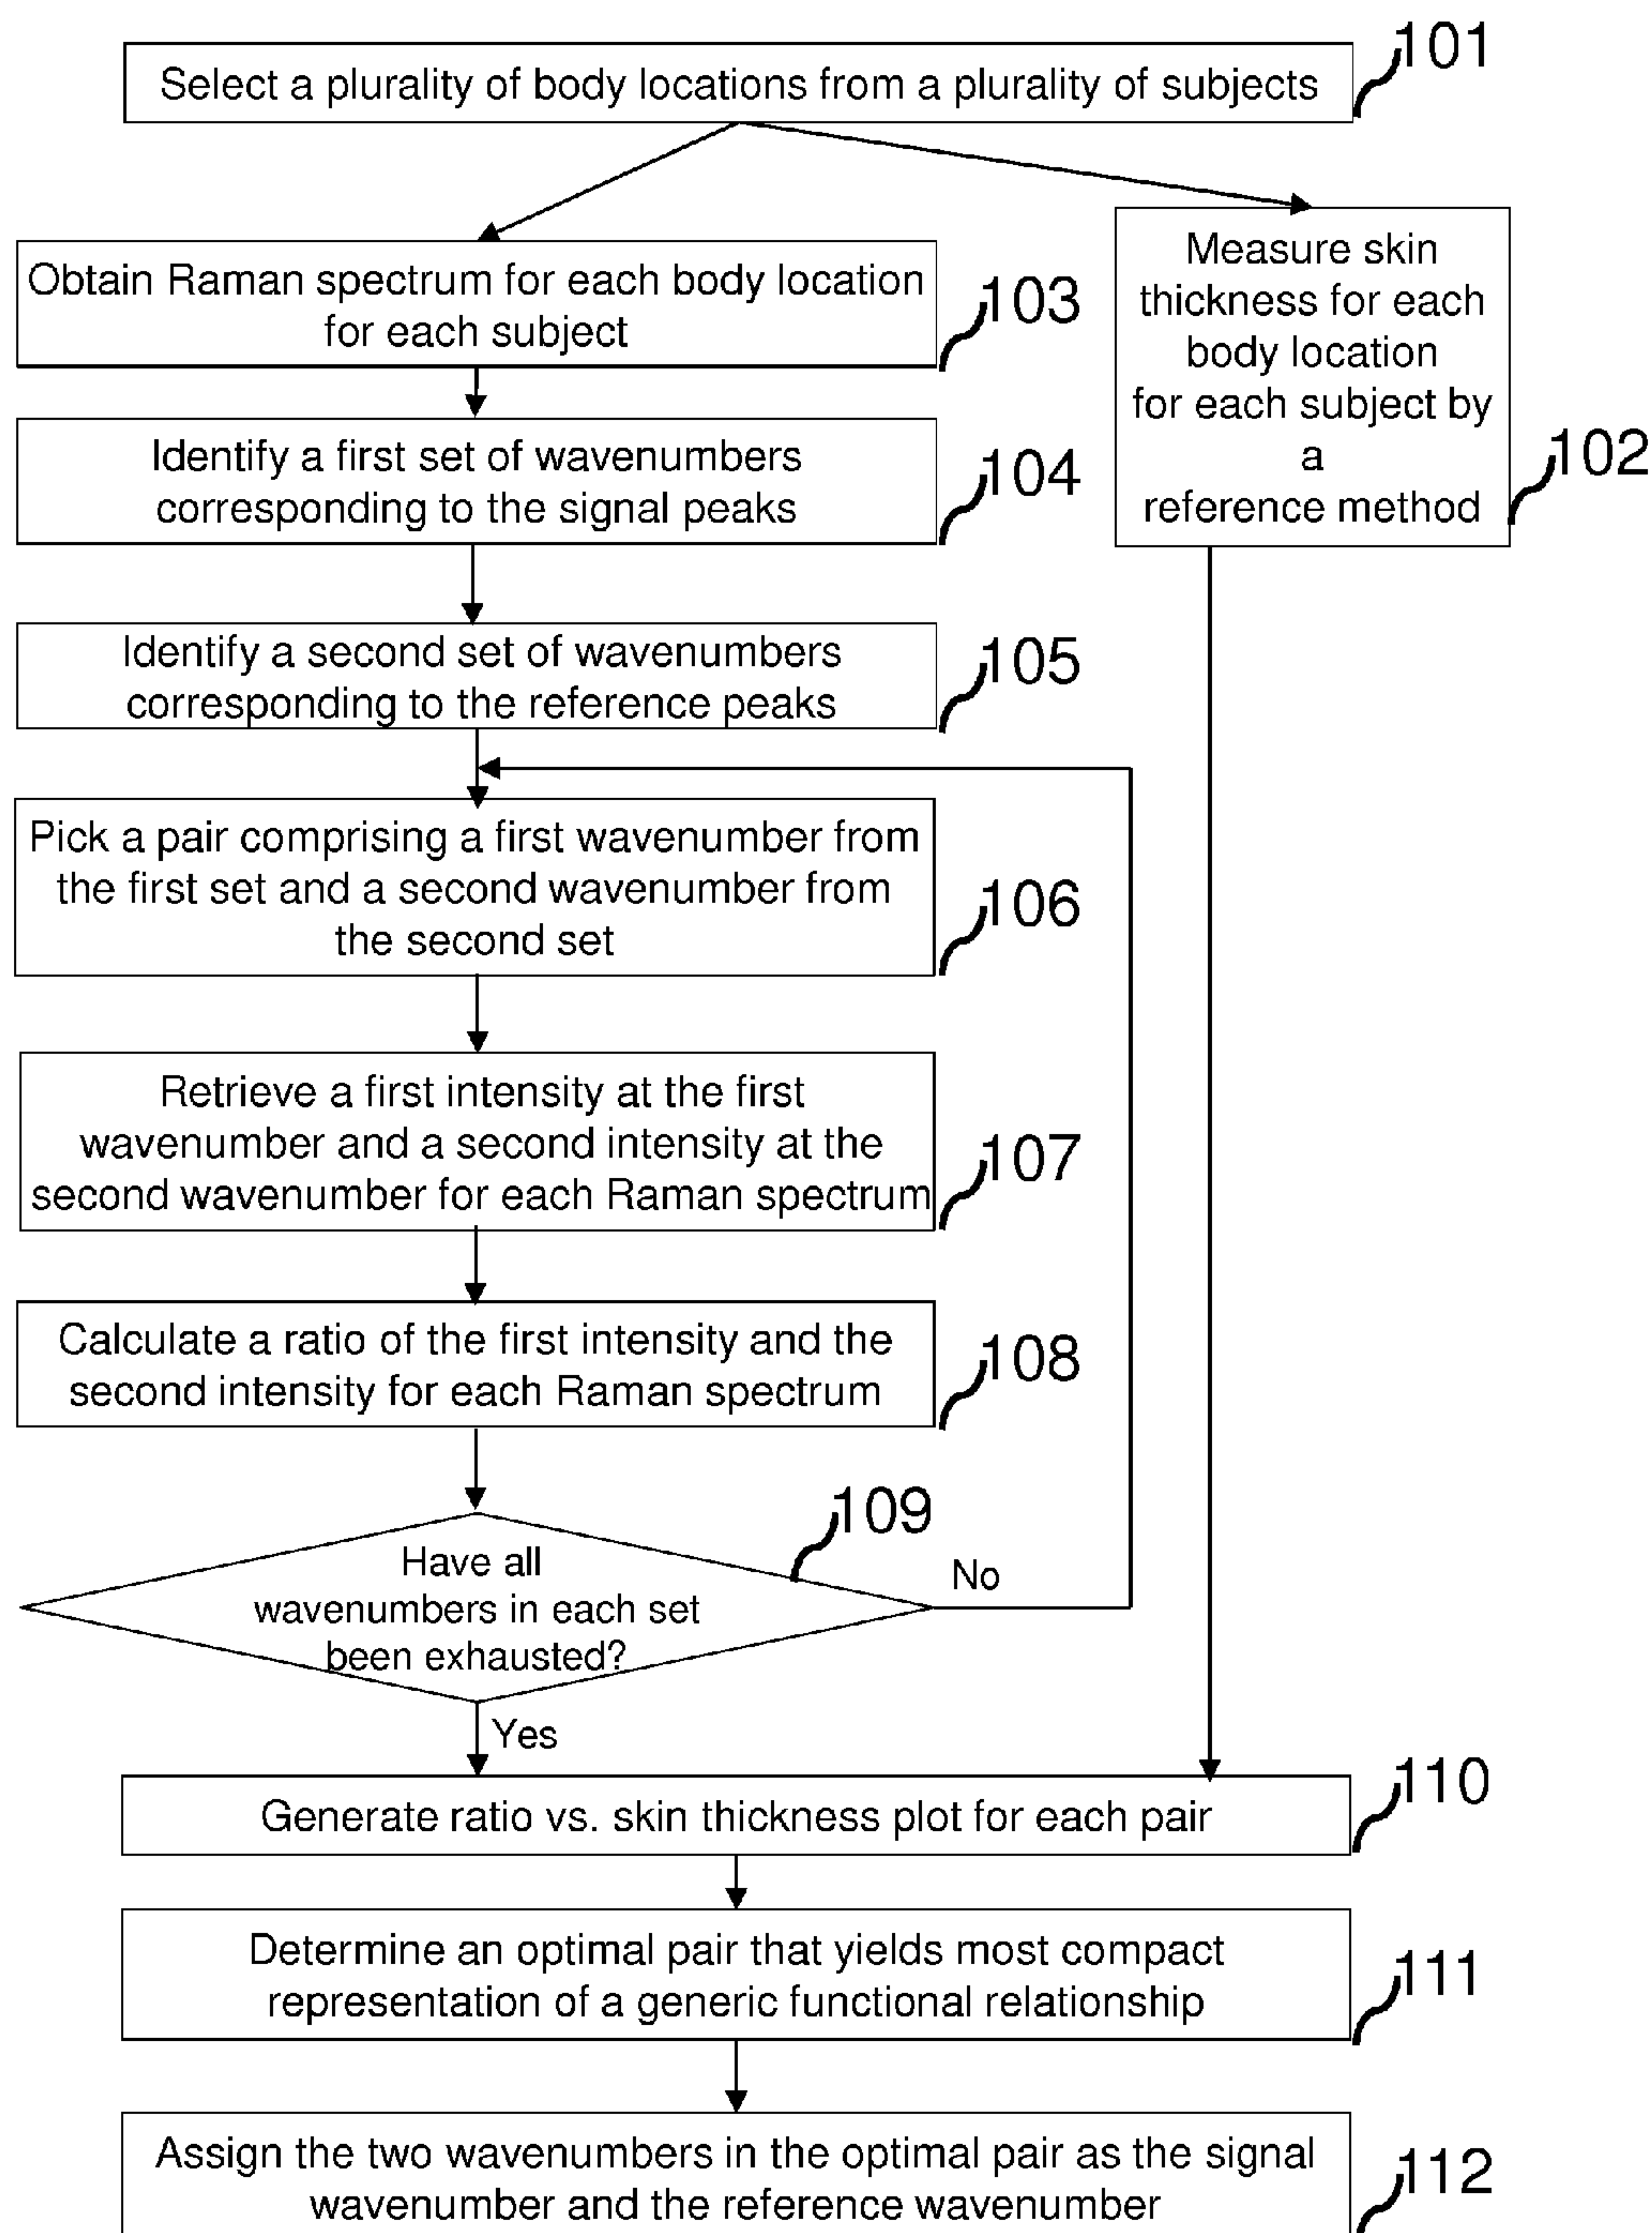 101
Select a plurality of body locations from a plurality of subjects
Obtain Raman spectrum for each body location
for each subject
103
Measure skin
thickness for each
body location
for each subject by
a
reference method
102
Identify a first set of wavenumbers
corresponding to the signal peaks
104
Identify a second set of wavenumbers
corresponding to the reference peaks
105
Pick a pair comprising a first wavenumber from
the first set and a second wavenumber from
the second set
106
Retrieve a first intensity at the first
wavenumber and a second intensity at the
second wavenumber for each Raman spectrum
107
Calculate a ratio of the first intensity and the
second intensity for each Raman spectrum
108
109
Have all
wavenumbers in each set
been exhausted?
No
Yes
110
Generate ratio vs. skin thickness plot for each pair
Determine an optimal pair that yields most compact
representation of a generic functional relationship
111
Assign the two wavenumbers in the optimal pair as the signal
wavenumber and the reference wavenumber
112